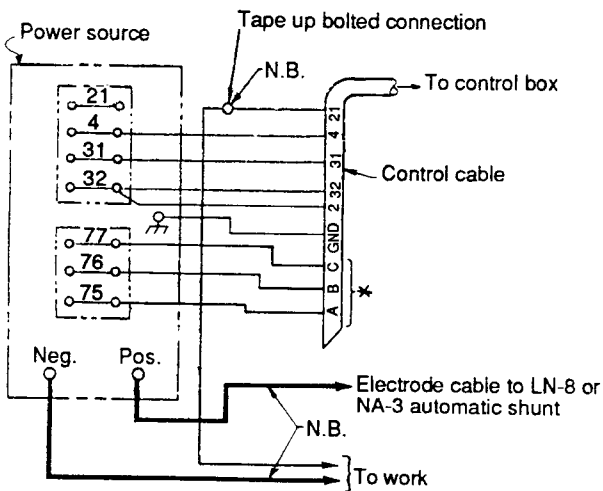 Tape up bolted connection
Power source
N.B.
To control box
21
21
4
4
31
31
Control cable
32
32
2
GND
77
C
76
B
*
75
A
Neg.
Pos.
Electrode cable to LN-8 or
NA-3 automatic shunt
N.B.
To work